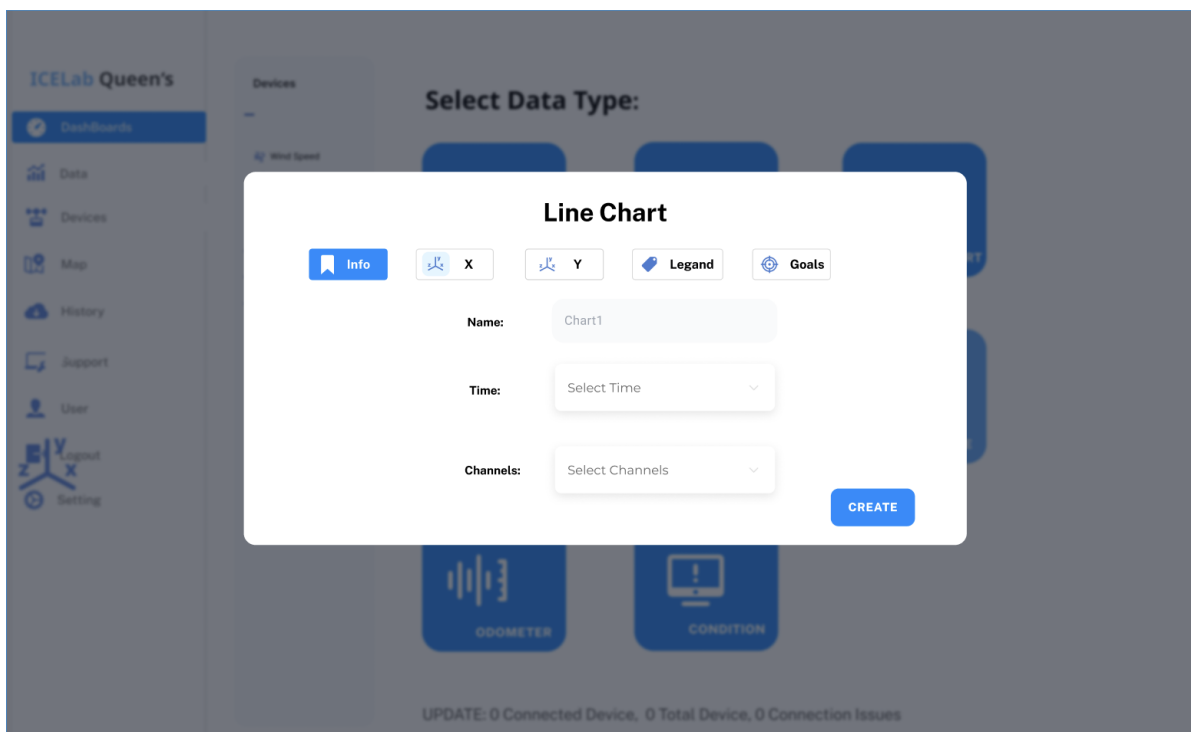 ICELab Queen's
DashBoards
Data
Devices
Map
History
Support
User
Logout
Setting
z y x
Devices
Wind Speed
Select Data Type:
Line Chart
Info
X
Y
Legand
Goals
Name:
Chart1
Time:
Select Time
Channels:
Select Channels
CREATE
ODOMETER
CONDITION
UPDATE: 0 Connected Device, 0 Total Device, 0 Connection Issues